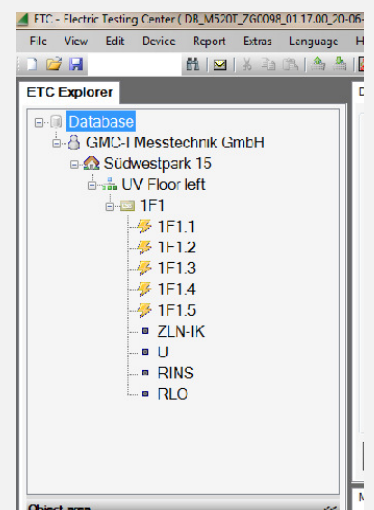 ETC - Electric Testing Center ( DB_M520T_ZG0098_01.17.00_20-06-
File View Edit Device Report Extras Language H
ETC Explorer
Database
GMC-I Messtechnik GmbH
Südwestpark 15
UV Floor left
1F1
1F1.1
1F1.2
1F1.3
1F1.4
1F1.5
ZLN-IK
U
RINS
RLO
Object area